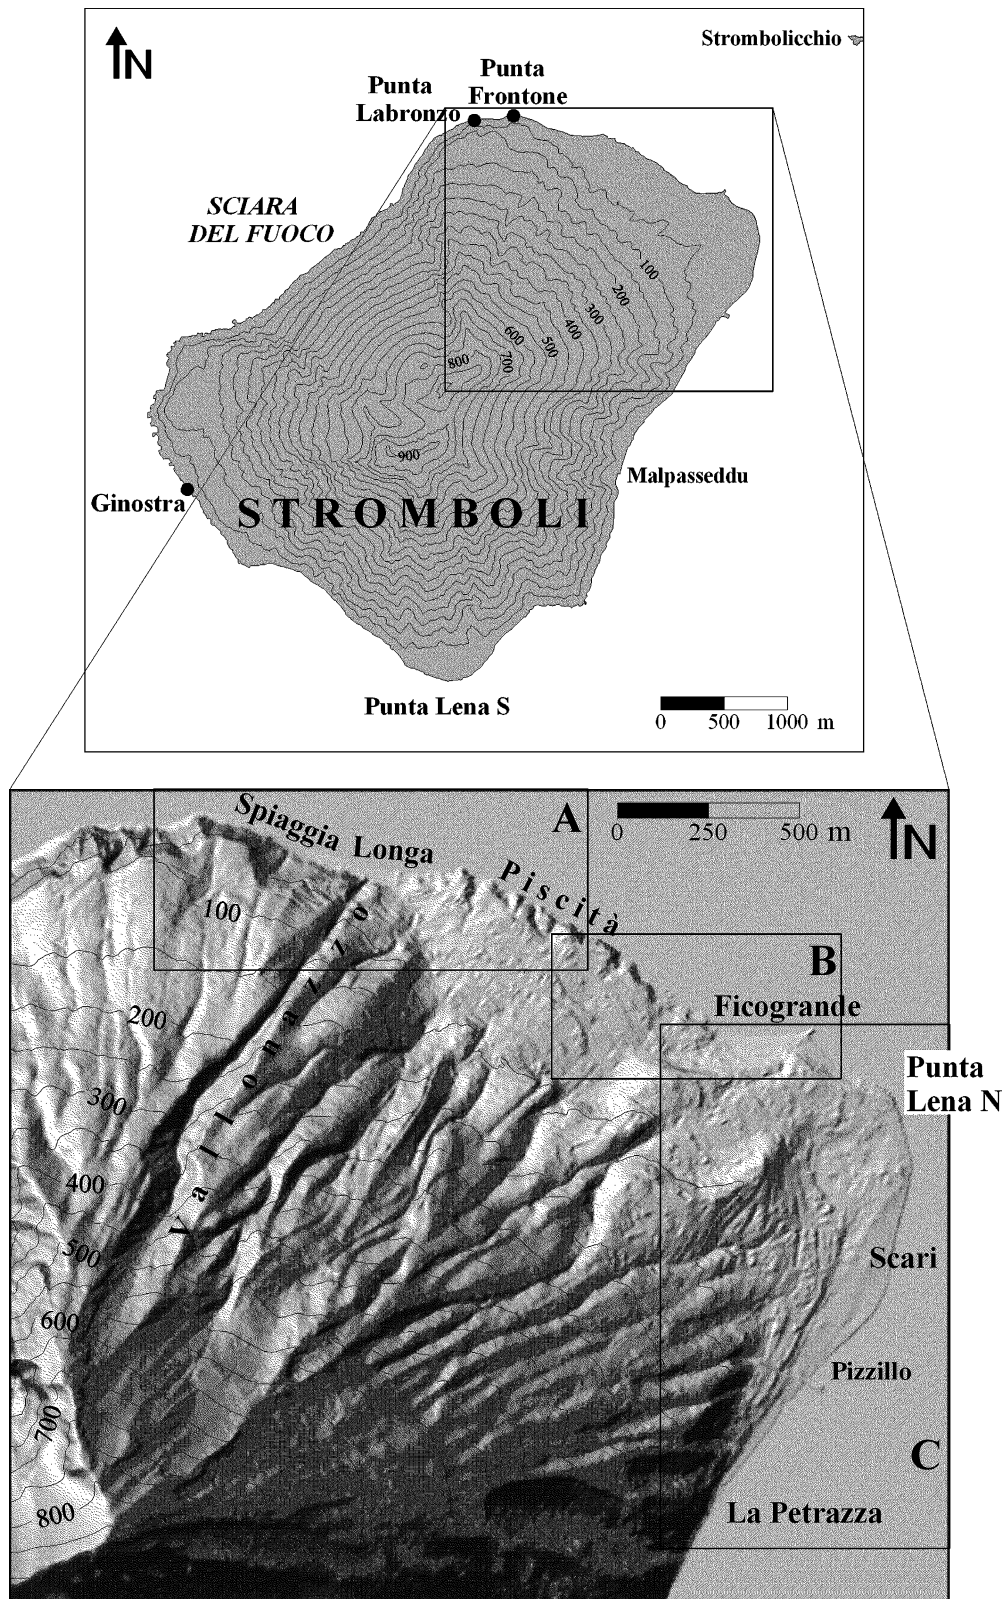 N
Strombolicchio
Punta
Frontone
Punta
Labronzo
SCIARA
DEL FUOCO
100
200
300
400
500
600
700
800
900
Malpasseddu
Ginostra
STROMBOLI
Punta Lena S
0 500 1000 m
Spiaggia Longa
A
0 250 500 m
N
Piscità
100
B
200
Ficogrande
Punta
Lena N
Vallonazzo
300
400
500
Scari
600
Pizzillo
700
C
800
La Petrazza